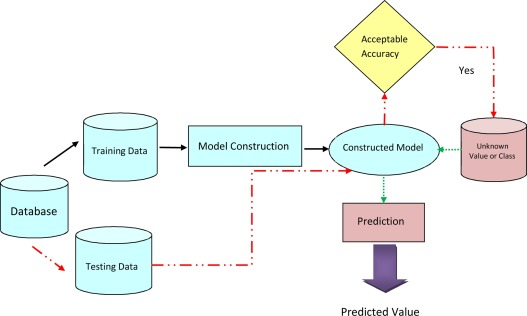 Acceptable
Accuracy
Yes
Training Data
Model Construction
Constructed Model
Unknown
Value or Class
Database
Prediction
Testing Data
Predicted Value